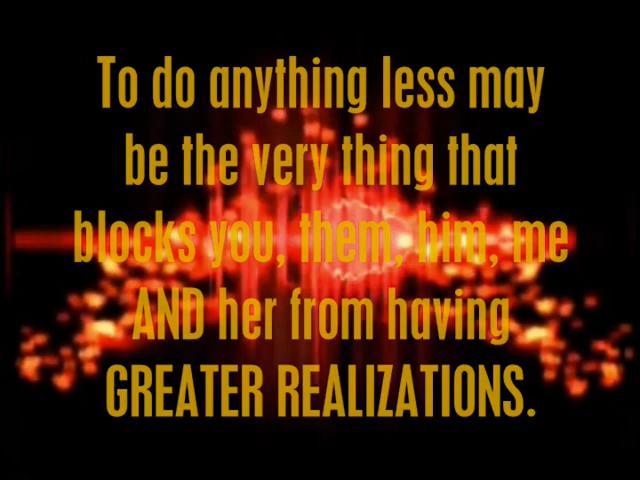 To do anything less may
be the very thing that
blocks you, them, him, me
AND her from having
GREATER REALIZATIONS.